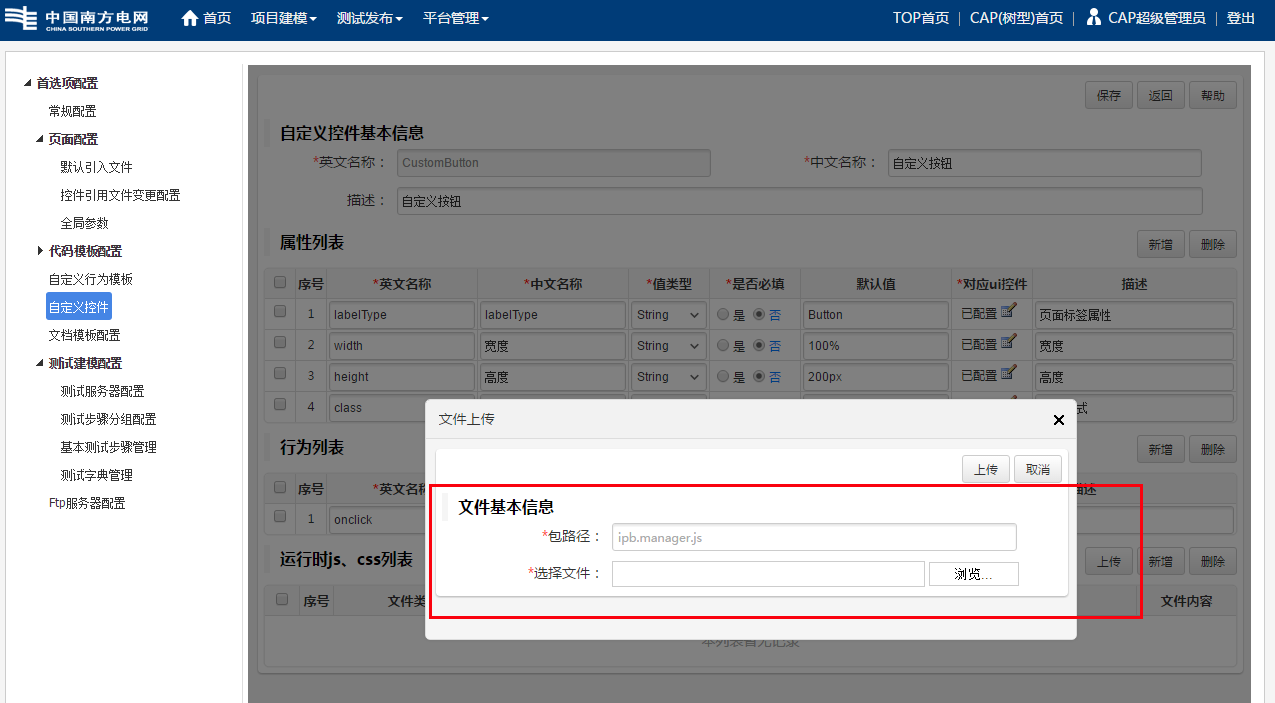 中国南方电网 首页 项目建模 测试发布 平台管理 TOP首页 | CAP(树型)首页 | CAP超级管理员 | 登出
CHINA SOUTHERN POWER GRID
首选项配置
常规配置
页面配置
默认引入文件
控件引用文件变更配置
全局参数
代码模板配置
自定义行为模板
自定义控件
文档模板配置
测试建模配置
测试服务器配置
测试步骤分组配置
基本测试步骤管理
测试字典管理
Ftp服务器配置
保存 返回 帮助
自定义控件基本信息
*英文名称： CustomButton *中文名称： 自定义按钮
描述： 自定义按钮
属性列表 新增 删除
序号 *英文名称 *中文名称 *值类型 *是否必填 默认值 *对应ui控件 描述
1 labelType labelType String 是 否 Button 已配置 页面标签属性
2 width 宽度 String 是 否 100% 已配置 宽度
3 height 高度 String 是 否 200px 已配置 高度
4 class 式
文件上传
行为列表 新增 删除
上传 取消
序号 *英文名称 描述
1 onclick
文件基本信息
*包路径： ipb.manager.js
*选择文件： 浏览...
运行时js、css列表 上传 新增 删除
序号 文件类 文件内容
本列表暂无记录